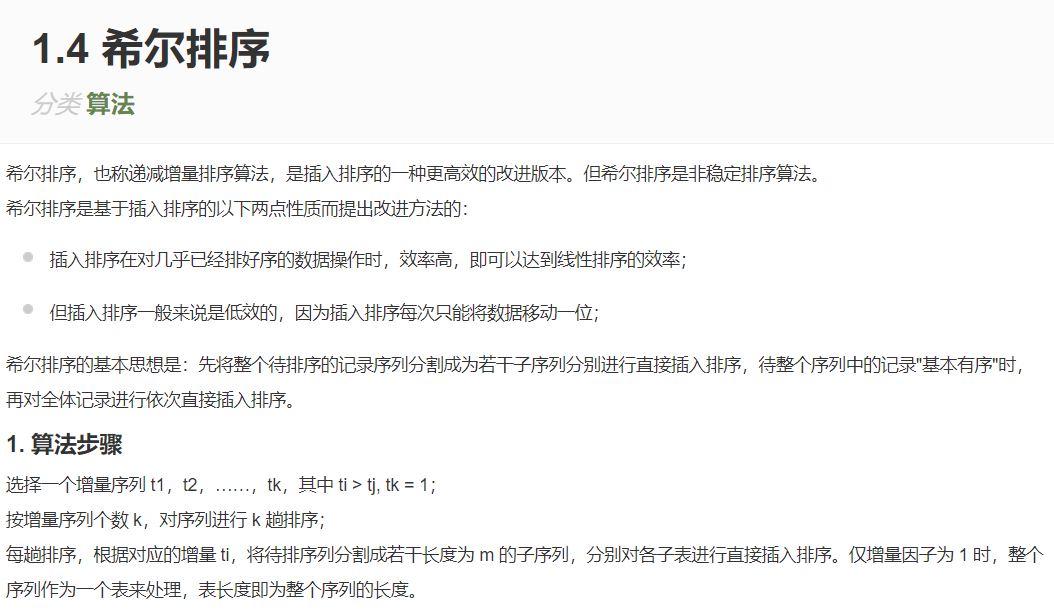 1.4 希尔排序
分类 算法
希尔排序，也称递减增量排序算法，是插入排序的一种更高效的改进版本。但希尔排序是非稳定排序算法。
希尔排序是基于插入排序的以下两点性质而提出改进方法的：
插入排序在对几乎已经排好序的数据操作时，效率高，即可以达到线性排序的效率；
但插入排序一般来说是低效的，因为插入排序每次只能将数据移动一位；
希尔排序的基本思想是：先将整个待排序的记录序列分割成为若干子序列分别进行直接插入排序，待整个序列中的记录"基本有序"时，
再对全体记录进行依次直接插入排序。
1. 算法步骤
选择一个增量序列 t1，t2，……，tk，其中 ti > tj, tk = 1；
按增量序列个数 k，对序列进行 k 趟排序；
每趟排序，根据对应的增量 ti，将待排序列分割成若干长度为 m 的子序列，分别对各子表进行直接插入排序。仅增量因子为 1 时，整个
序列作为一个表来处理，表长度即为整个序列的长度。